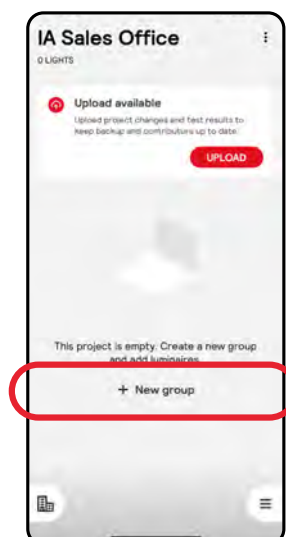 IA Sales Office
0 LIGHTS
Upload available
Upload project changes and test results to
keep backup and contributors up to date.
UPLOAD
This project is empty. Create a new group
and add luminaires.
+ New group